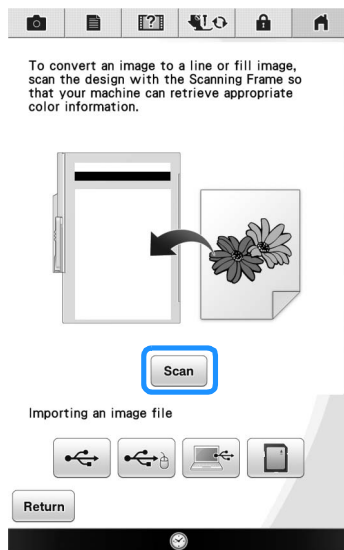 ?
To convert an image to a line or fill image,
scan the design with the Scanning Frame so
that your machine can retrieve appropriate
color information.
Scan
Importing an image file
Return